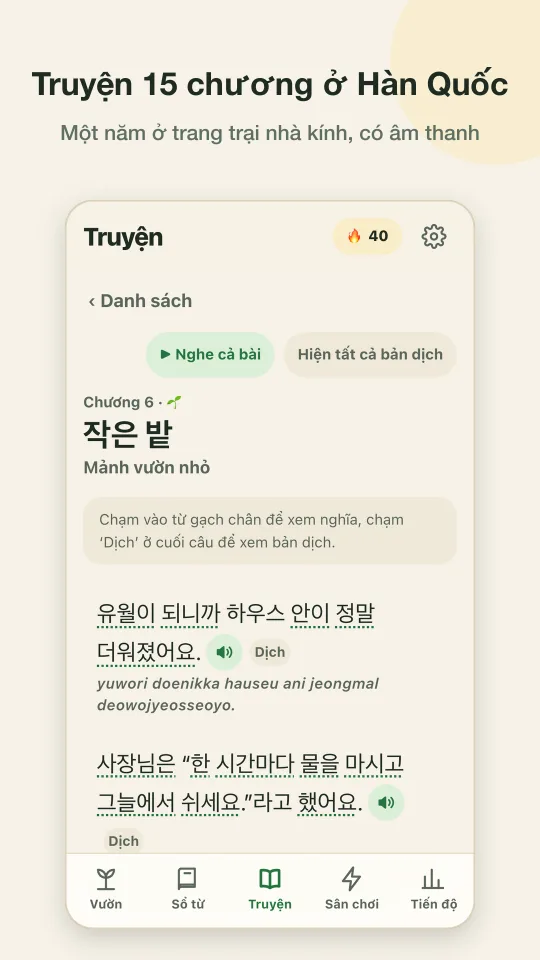 Truyện 15 chương ở Hàn Quốc
Một năm ở trang trại nhà kính, có âm thanh
Truyện
40
‹ Danh sách
Nghe cả bài
Hiện tất cả bản dịch
Chương 6 ·
작은 밭
Mảnh vườn nhỏ
Chạm vào từ gạch chân để xem nghĩa, chạm
‘Dịch’ ở cuối câu để xem bản dịch.
유월이 되니까 하우스 안이 정말
더워졌어요. Dịch
yuwori doenikka hauseu ani jeongmal
deowojyeosseoyo.
사장님은 “한 시간마다 물을 마시고
그늘에서 쉬세요.”라고 했어요.
Dịch
Vườn
Sổ từ
Truyện
Sân chơi
Tiến độ